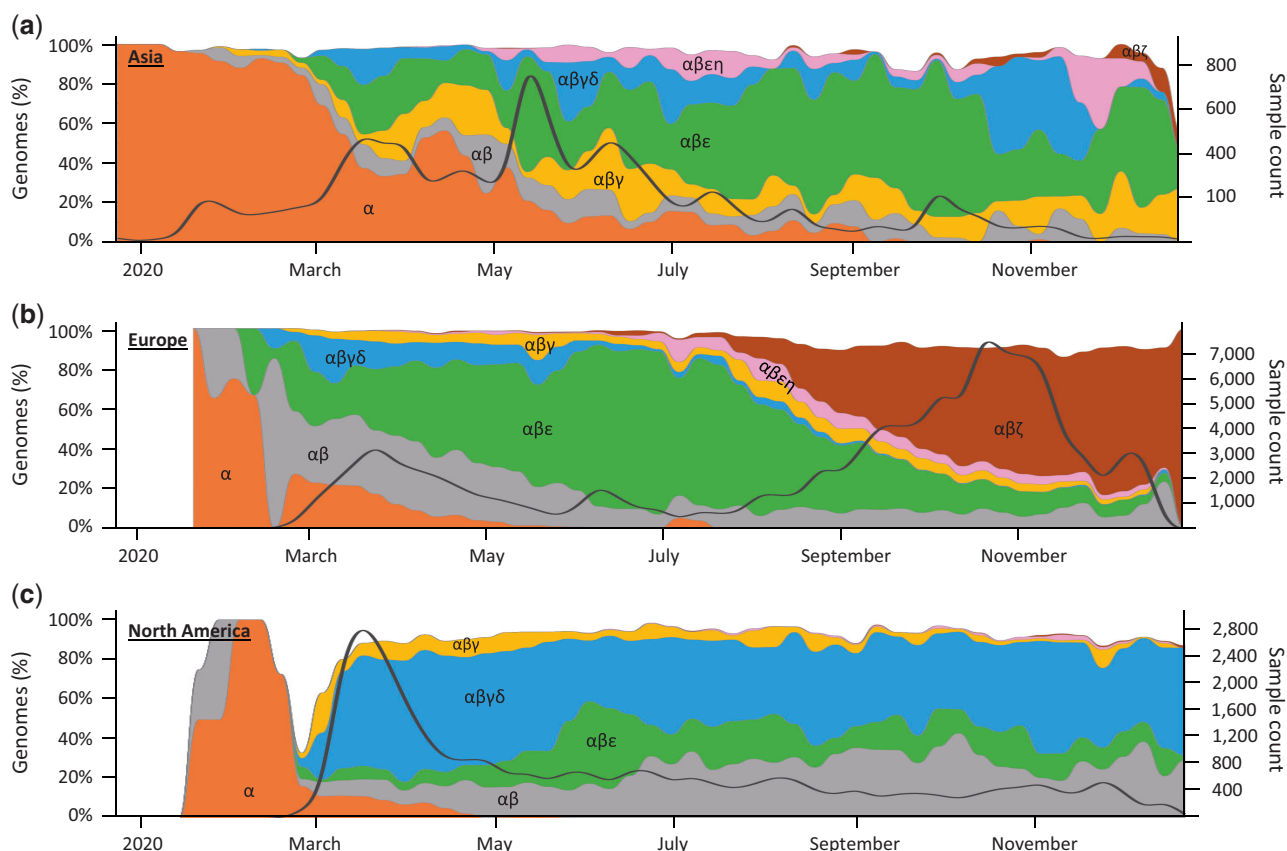 (a)
Asia
Genomes (%)
100%
80%
60%
40%
20%
0%
α
αβ
αβγ
αβγδ
αβε
αβεη
αβζ
800
600
400
100
Sample count
2020 March May July September November
(b)
Europe
Genomes (%)
100%
80%
60%
40%
20%
0%
α
αβ
αβγδ
αβγ
αβε
αβεη
αβζ
7,000
6,000
5,000
4,000
3,000
2,000
1,000
Sample count
2020 March May July September November
(c)
North America
Genomes (%)
100%
80%
60%
40%
20%
0%
α
αβγ
αβγδ
αβε
αβ
2,800
2,400
2,000
1,600
1,200
800
400
Sample count
2020 March May July September November